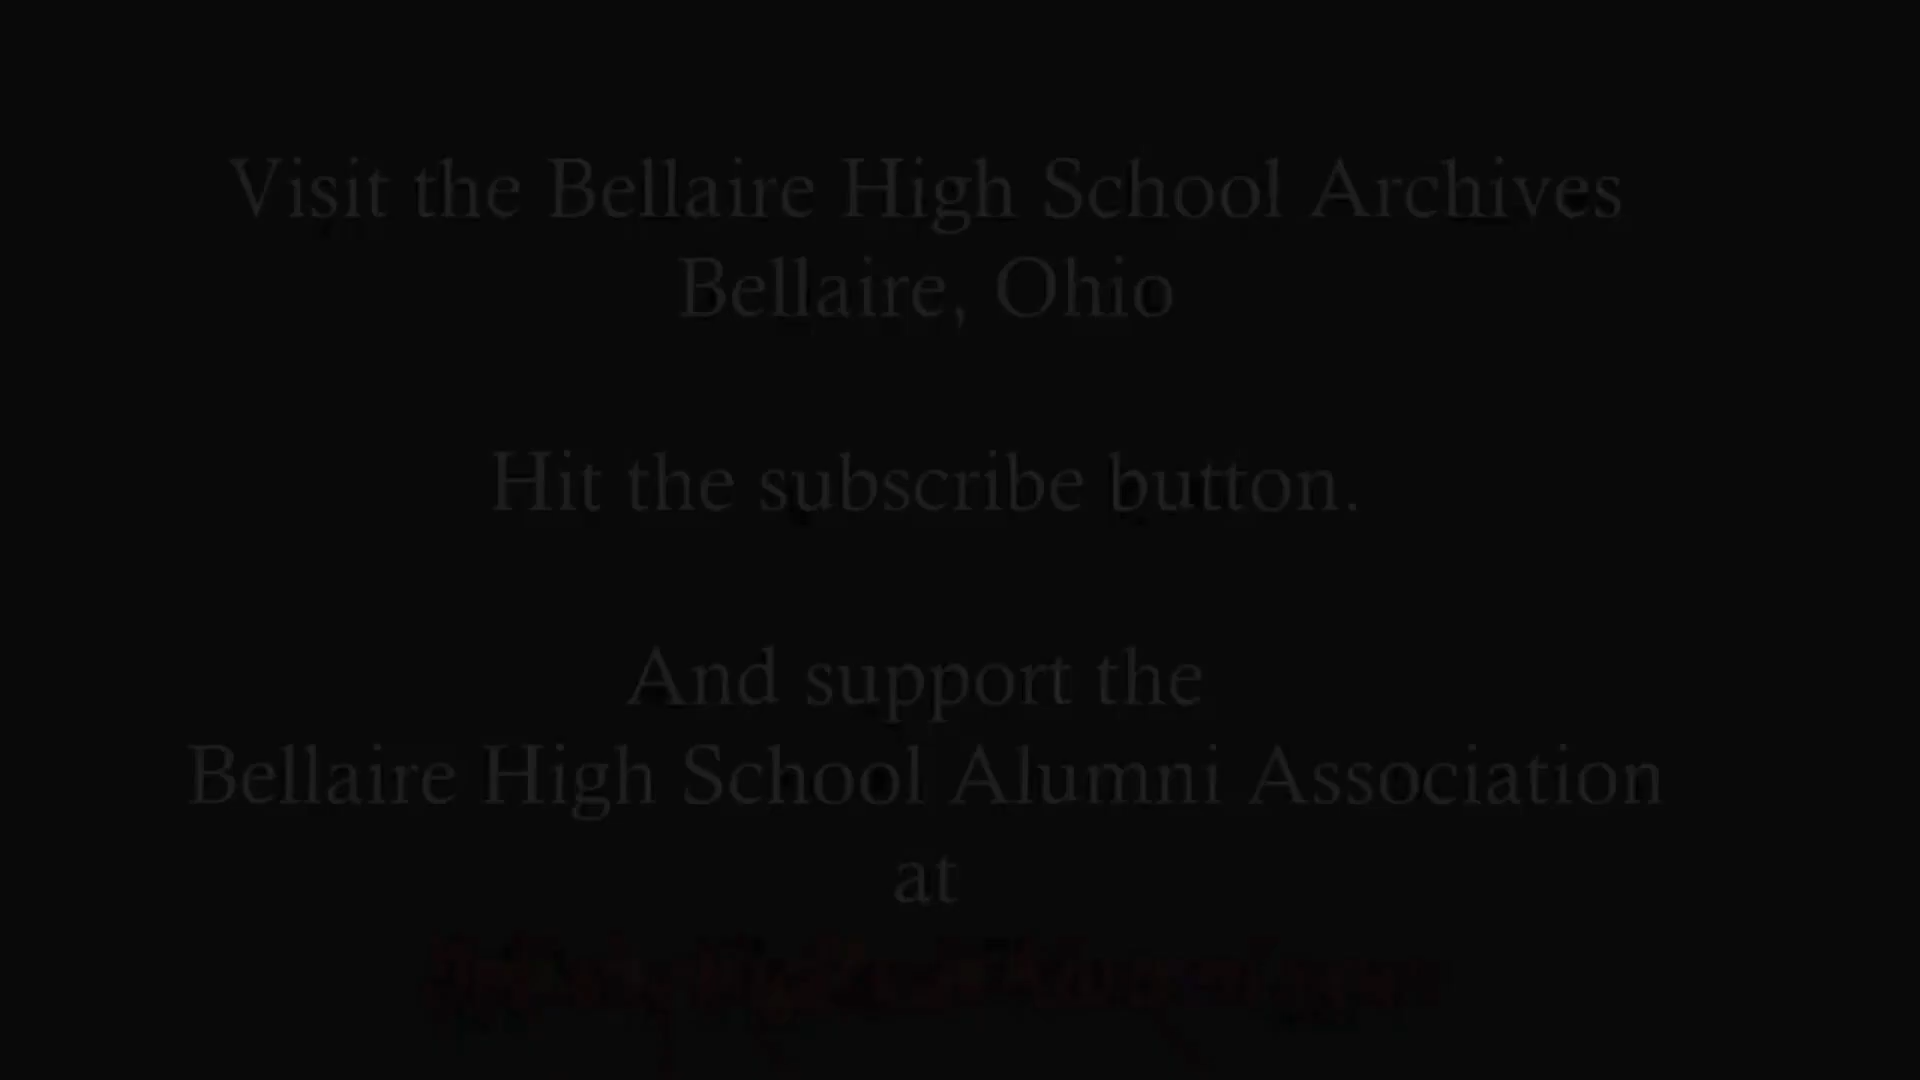 Visit the Bellaire High School Archives
Bellaire, Ohio
Hit the subscribe button.
And support the
Bellaire High School Alumni Association
at